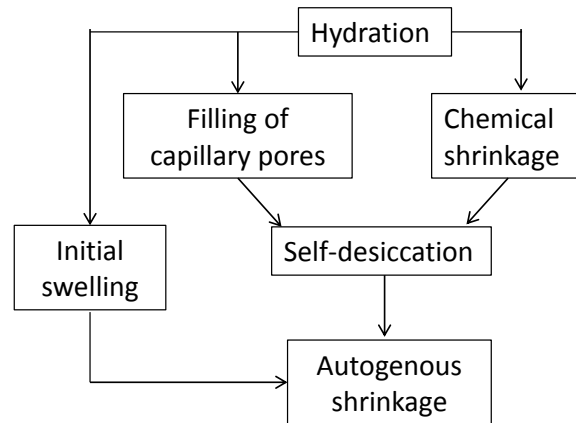 Hydration
Filling of
capillary pores
Chemical
shrinkage
Initial
swelling
Self-desiccation
Autogenous
shrinkage